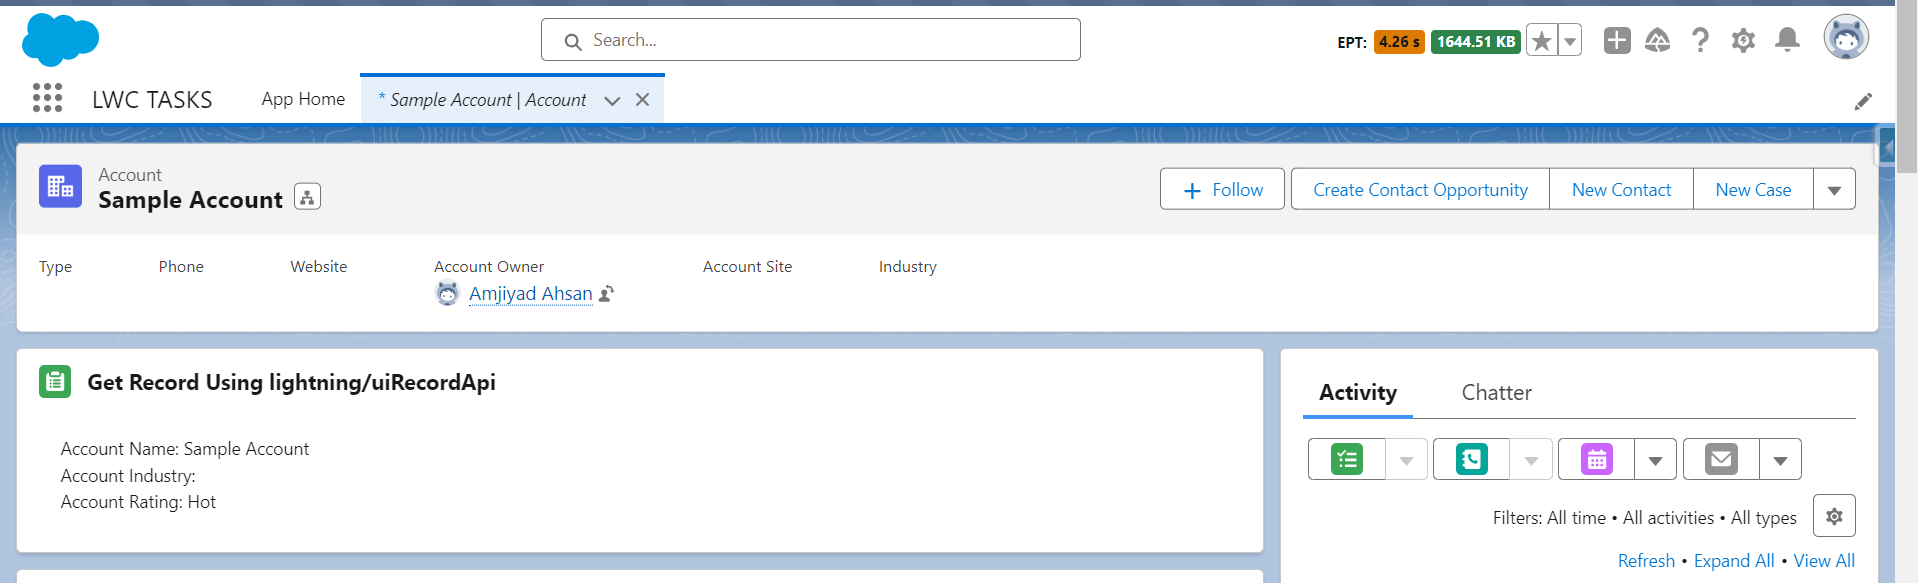 Search...
EPT: 4.26 s 1644.51 KB
LWC TASKS App Home * Sample Account | Account
Account
Sample Account
Follow Create Contact Opportunity New Contact New Case
Type Phone Website Account Owner Account Site Industry
Amjiyad Ahsan
Get Record Using lightning/uiRecordApi
Account Name: Sample Account
Account Industry:
Account Rating: Hot
Activity Chatter
Filters: All time • All activities • All types
Refresh • Expand All • View All